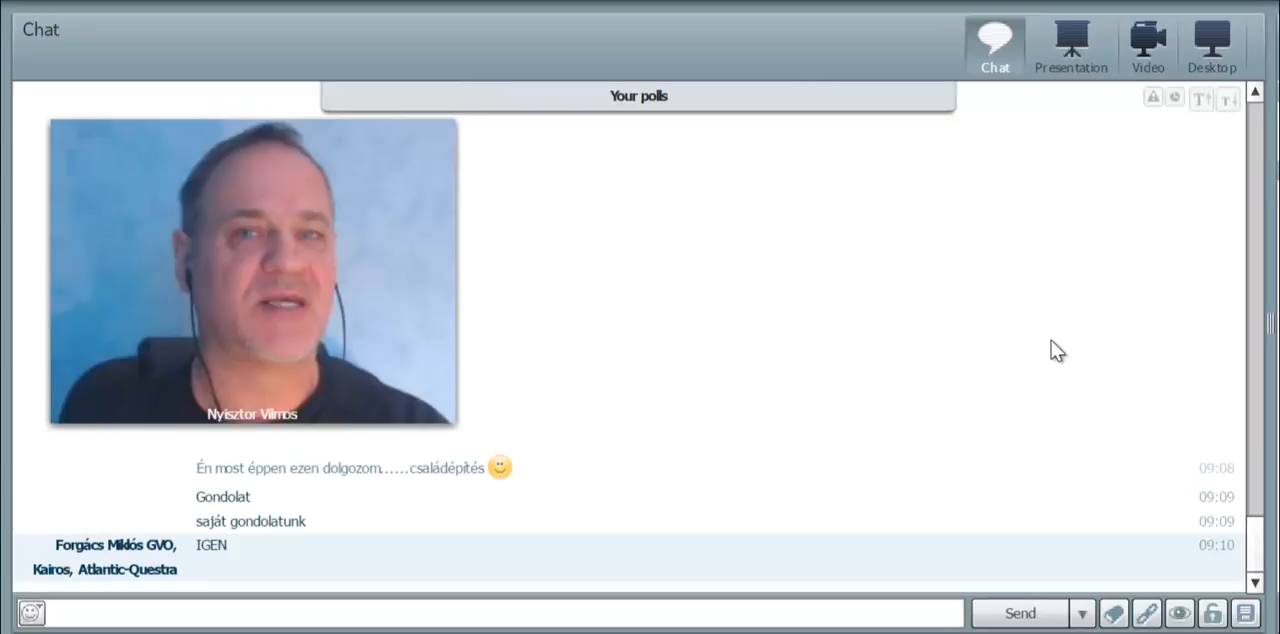 Chat
Chat
Presentation
Video
Desktop
Your polls
Nyisztor Vilmos
Én most éppen ezen dolgozom......családépítés
09:08
Gondolat
09:09
saját gondolatunk
09:09
Forgács Miklós GVO,
IGEN
09:10
Kairos, Atlantic-Questra
Send